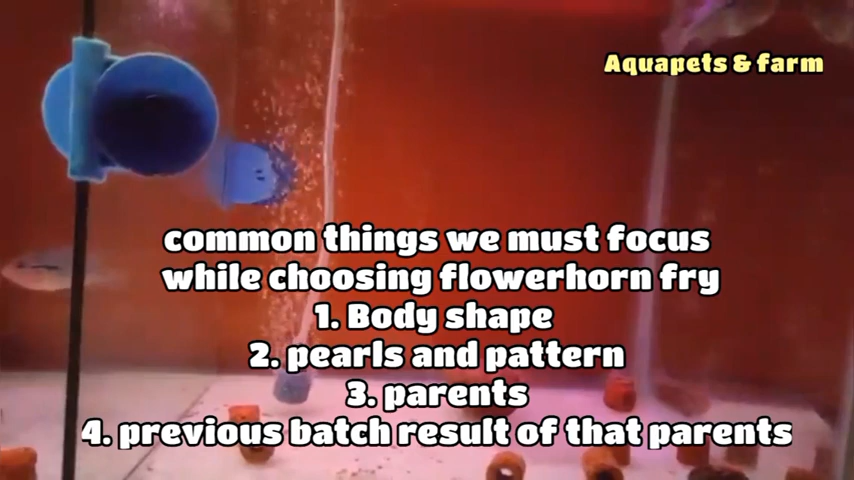 Aquapets & farm
common things we must focus
while choosing flowerhorn fry
1. Body shape
2. pearls and pattern
3. parents
4. previous batch result of that parents